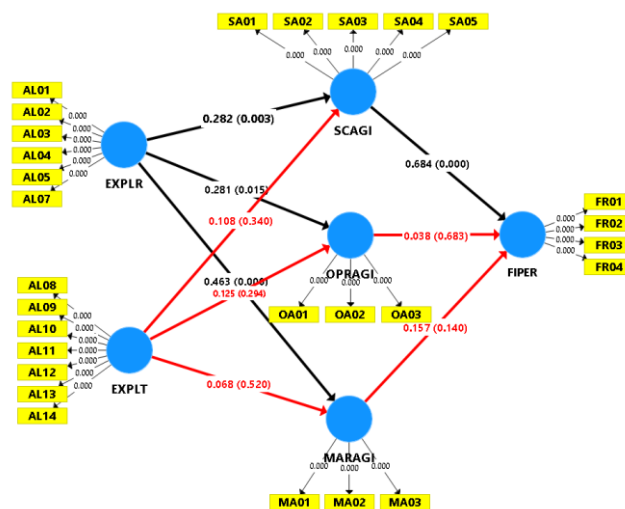 SA01 SA02 SA03 SA04 SA05
0.000 0.000 0.000 0.000 0.000
SCAGI
AL01
AL02
AL03
AL04
AL05
AL07
0.000
0.000
0.000
0.000
0.000
0.000
EXPLR
0.282 (0.003)
0.281 (0.015)
0.108 (0.340)
0.463 (0.000)
0.125 (0.294)
0.068 (0.520)
0.684 (0.000)
0.038 (0.683)
0.157 (0.140)
OPRAGI
0.000 0.000 0.000
OA01 OA02 OA03
FR01
FR02
FR03
FR04
0.000
0.000
0.000
0.000
FIPER
AL08
AL09
AL10
AL11
AL12
AL13
AL14
0.000
0.000
0.000
0.000
0.000
0.000
0.000
EXPLT
MARAGI
0.000 0.000 0.000
MA01 MA02 MA03